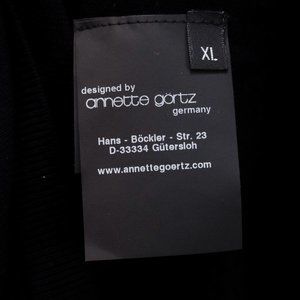 XL
designed by
annette görtz
germany
Hans - Böckler - Str. 23
D-33334 Gütersloh
www.annettegoertz.com